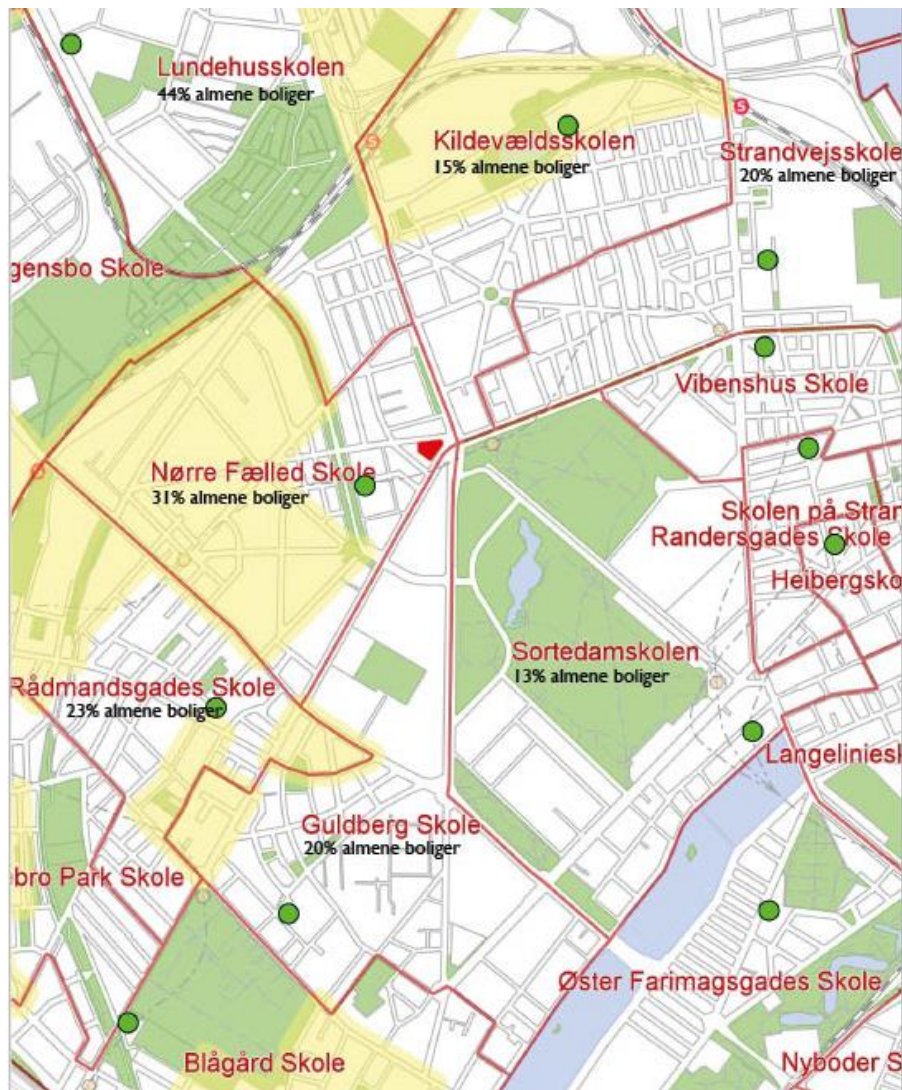 Lundehusskolen
44% almene boliger
Kildevældsskolen
15% almene boliger
S
S
Strandvejsskole
20% almene boliger
gensbo Skole
Vibenshus Skole
Nørre Fælled Skole
31% almene boliger
S
Skolen på Stran
Randersgades Skole
Heibergsko
Sortedamskolen
13% almene boliger
Rådmandsgades Skole
23% almene boliger
Langeliniesk
Guldberg Skole
20% almene boliger
bro Park Skole
Øster Farimagsgades Skole
Blågård Skole
Nyboder S